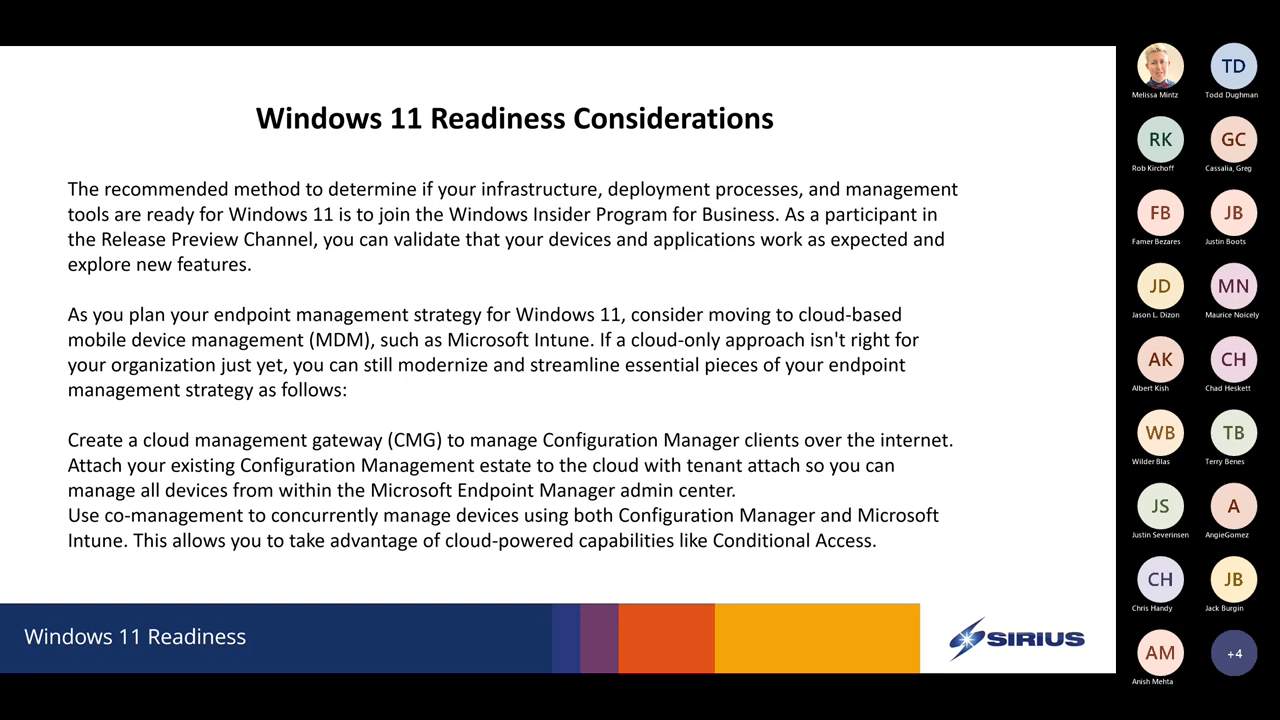 Windows 11 Readiness Considerations
The recommended method to determine if your infrastructure, deployment processes, and management
tools are ready for Windows 11 is to join the Windows Insider Program for Business. As a participant in
the Release Preview Channel, you can validate that your devices and applications work as expected and
explore new features.
As you plan your endpoint management strategy for Windows 11, consider moving to cloud-based
mobile device management (MDM), such as Microsoft Intune. If a cloud-only approach isn't right for
your organization just yet, you can still modernize and streamline essential pieces of your endpoint
management strategy as follows:
Create a cloud management gateway (CMG) to manage Configuration Manager clients over the internet.
Attach your existing Configuration Management estate to the cloud with tenant attach so you can
manage all devices from within the Microsoft Endpoint Manager admin center.
Use co-management to concurrently manage devices using both Configuration Manager and Microsoft
Intune. This allows you to take advantage of cloud-powered capabilities like Conditional Access.
Windows 11 Readiness
SIRIUS
TD
Melissa Mintz
Todd Dughman
RK
GC
Rob Kirchoff
Cassalia, Greg
FB
JB
Famer Bezares
Justin Boots
JD
MN
Jason L. Dizon
Maurice Noicely
AK
CH
Albert Kish
Chad Heskett
WB
TB
Wilder Blas
Terry Benes
JS
A
Justin Severinsen
AngieGomez
CH
JB
Chris Handy
Jack Burgin
AM
+4
Anish Mehta